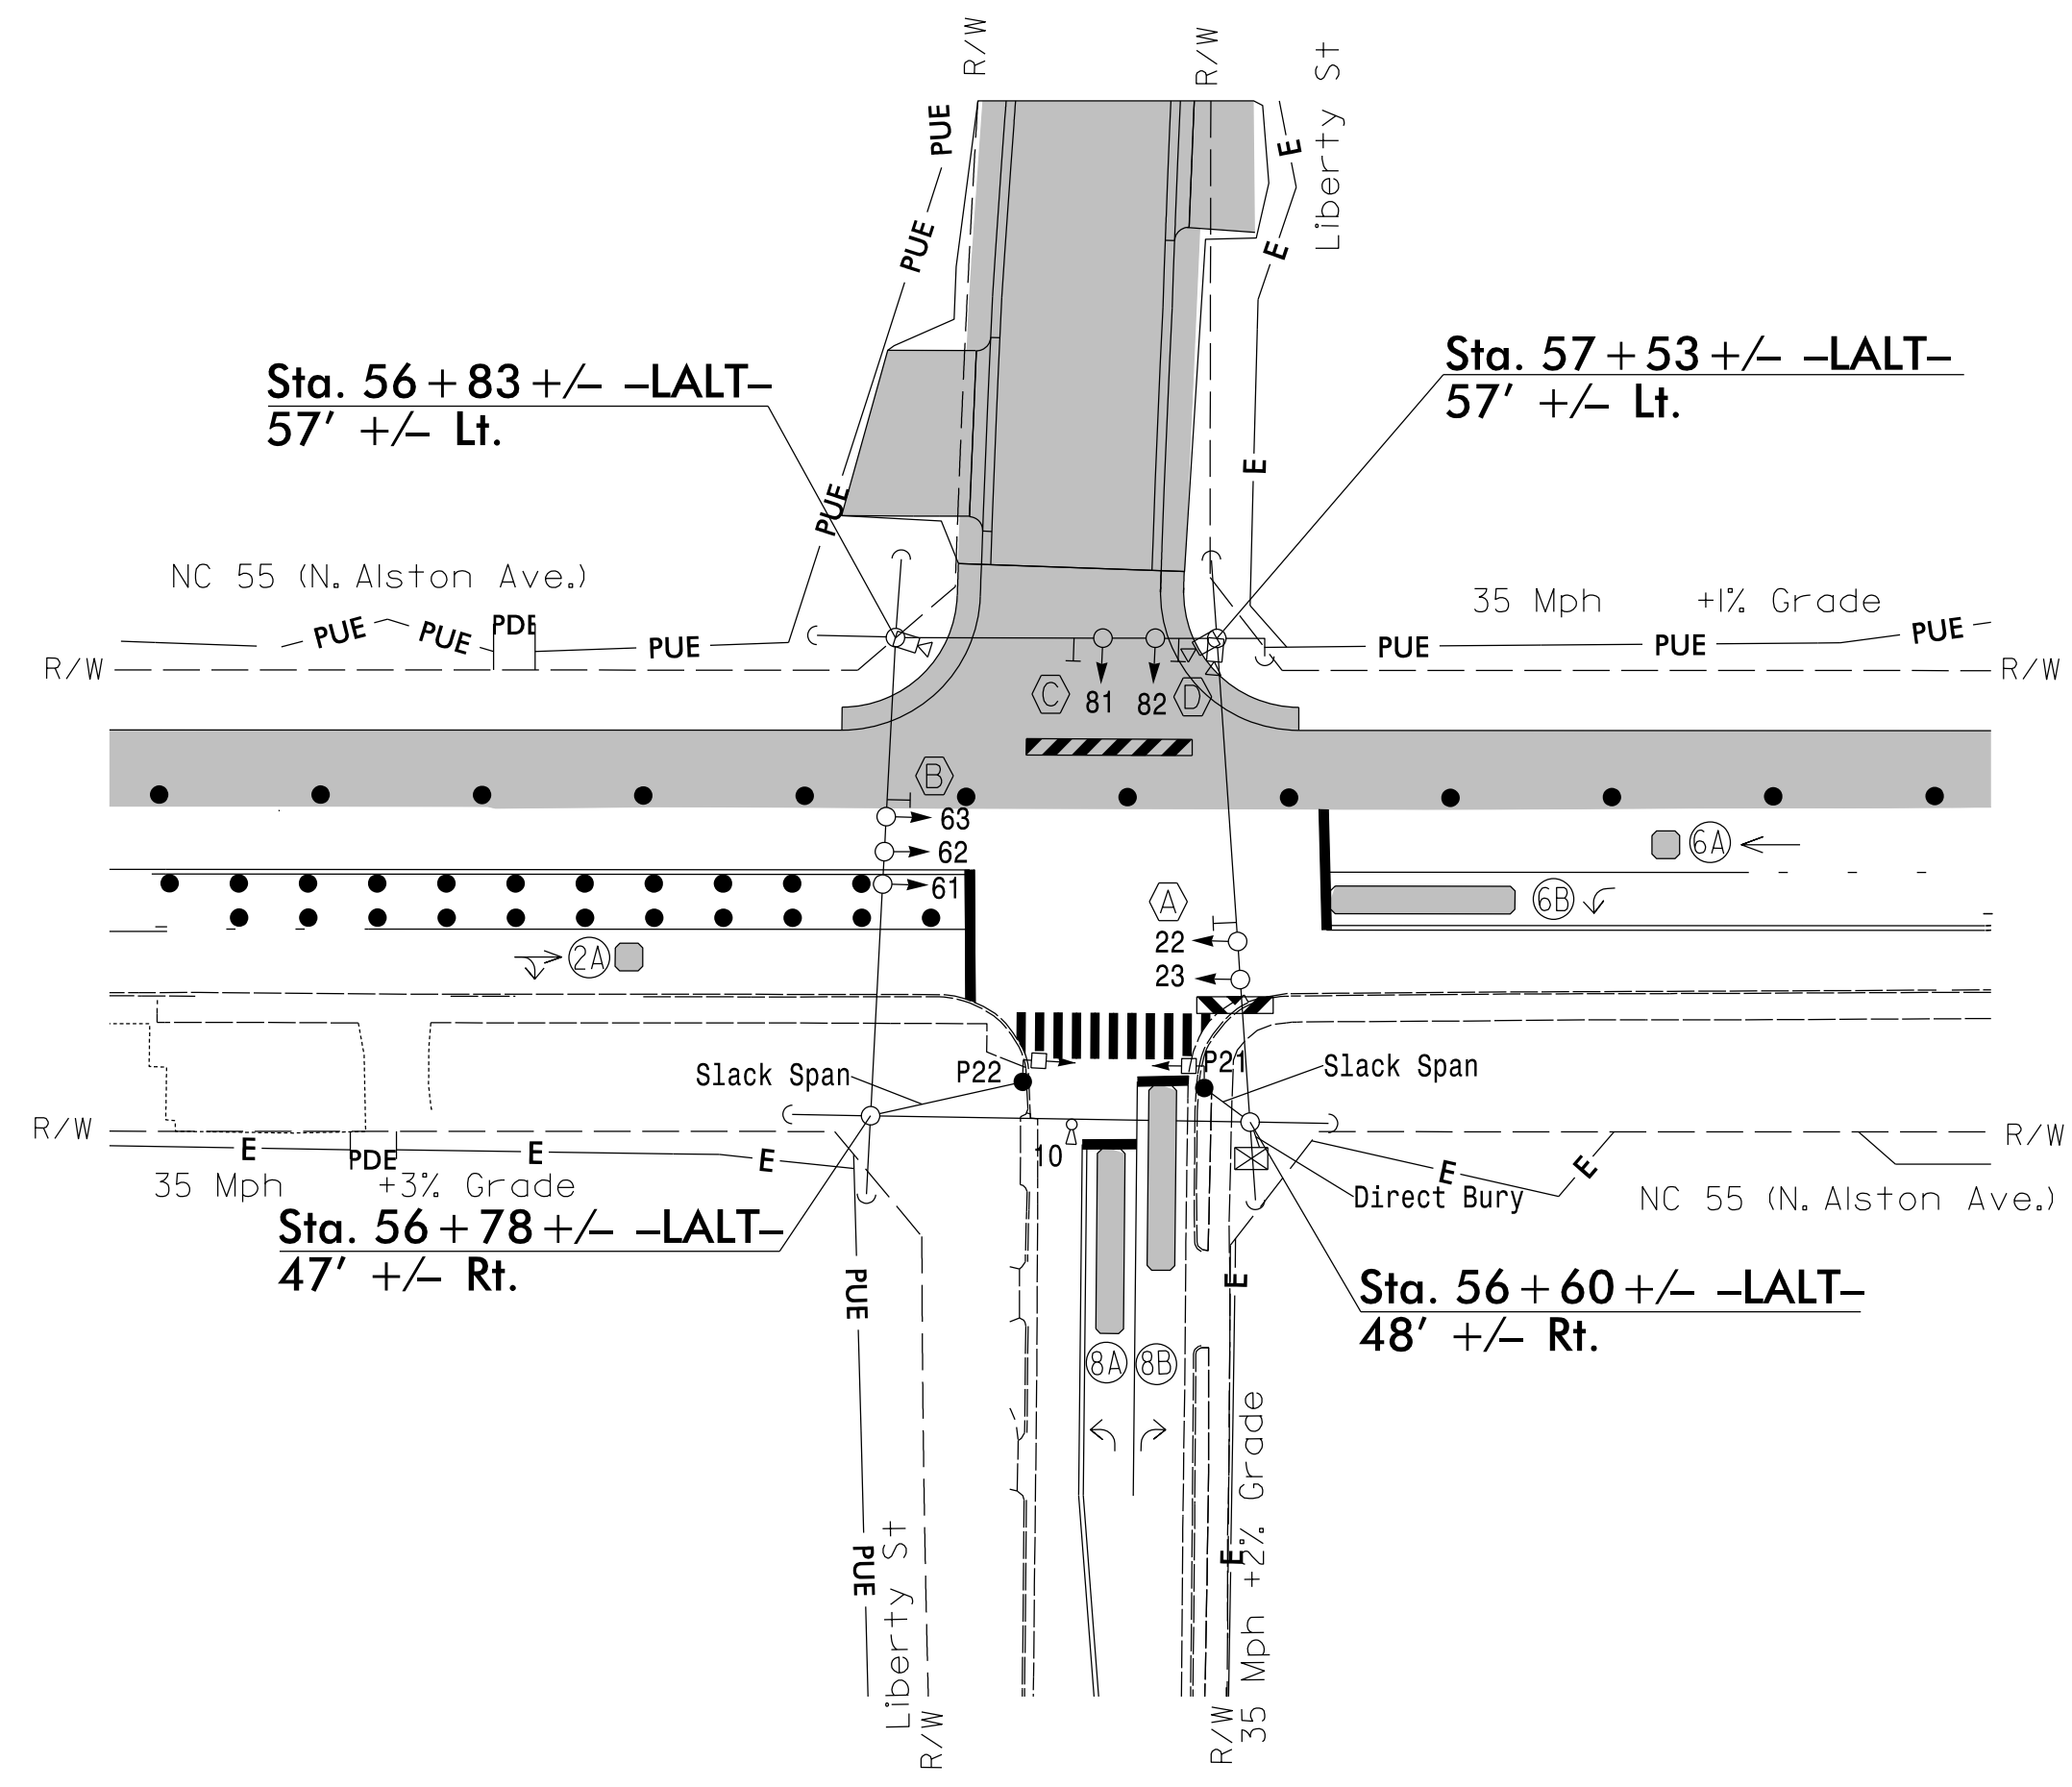 R/W
R/W
Liberty St
PUE
E
PUE
E
Sta. 57+53 +/– –LALT–
57' +/– Lt.
Sta. 56+83 +/– –LALT–
57' +/– Lt.
E
PUE
NC 55 (N. Alston Ave.)
35 Mph +1% Grade
PUE
PUE
PDE
PUE
PUE
PUE
PUE
R/W
R/W
C
81
82
D
B
63
62
61
6A
6B
A
22
23
2A
Slack Span
P22
P21
Slack Span
R/W
R/W
E
PDE
E
E
10
E
E
35 Mph +3% Grade
Direct Bury
NC 55 (N. Alston Ave.)
Sta. 56+78 +/– –LALT–
47' +/– Rt.
Sta. 56+60 +/– –LALT–
48' +/– Rt.
PUE
E
8A
8B
PUE
E
Liberty St
R/W
R/W
35 Mph +2% Grade